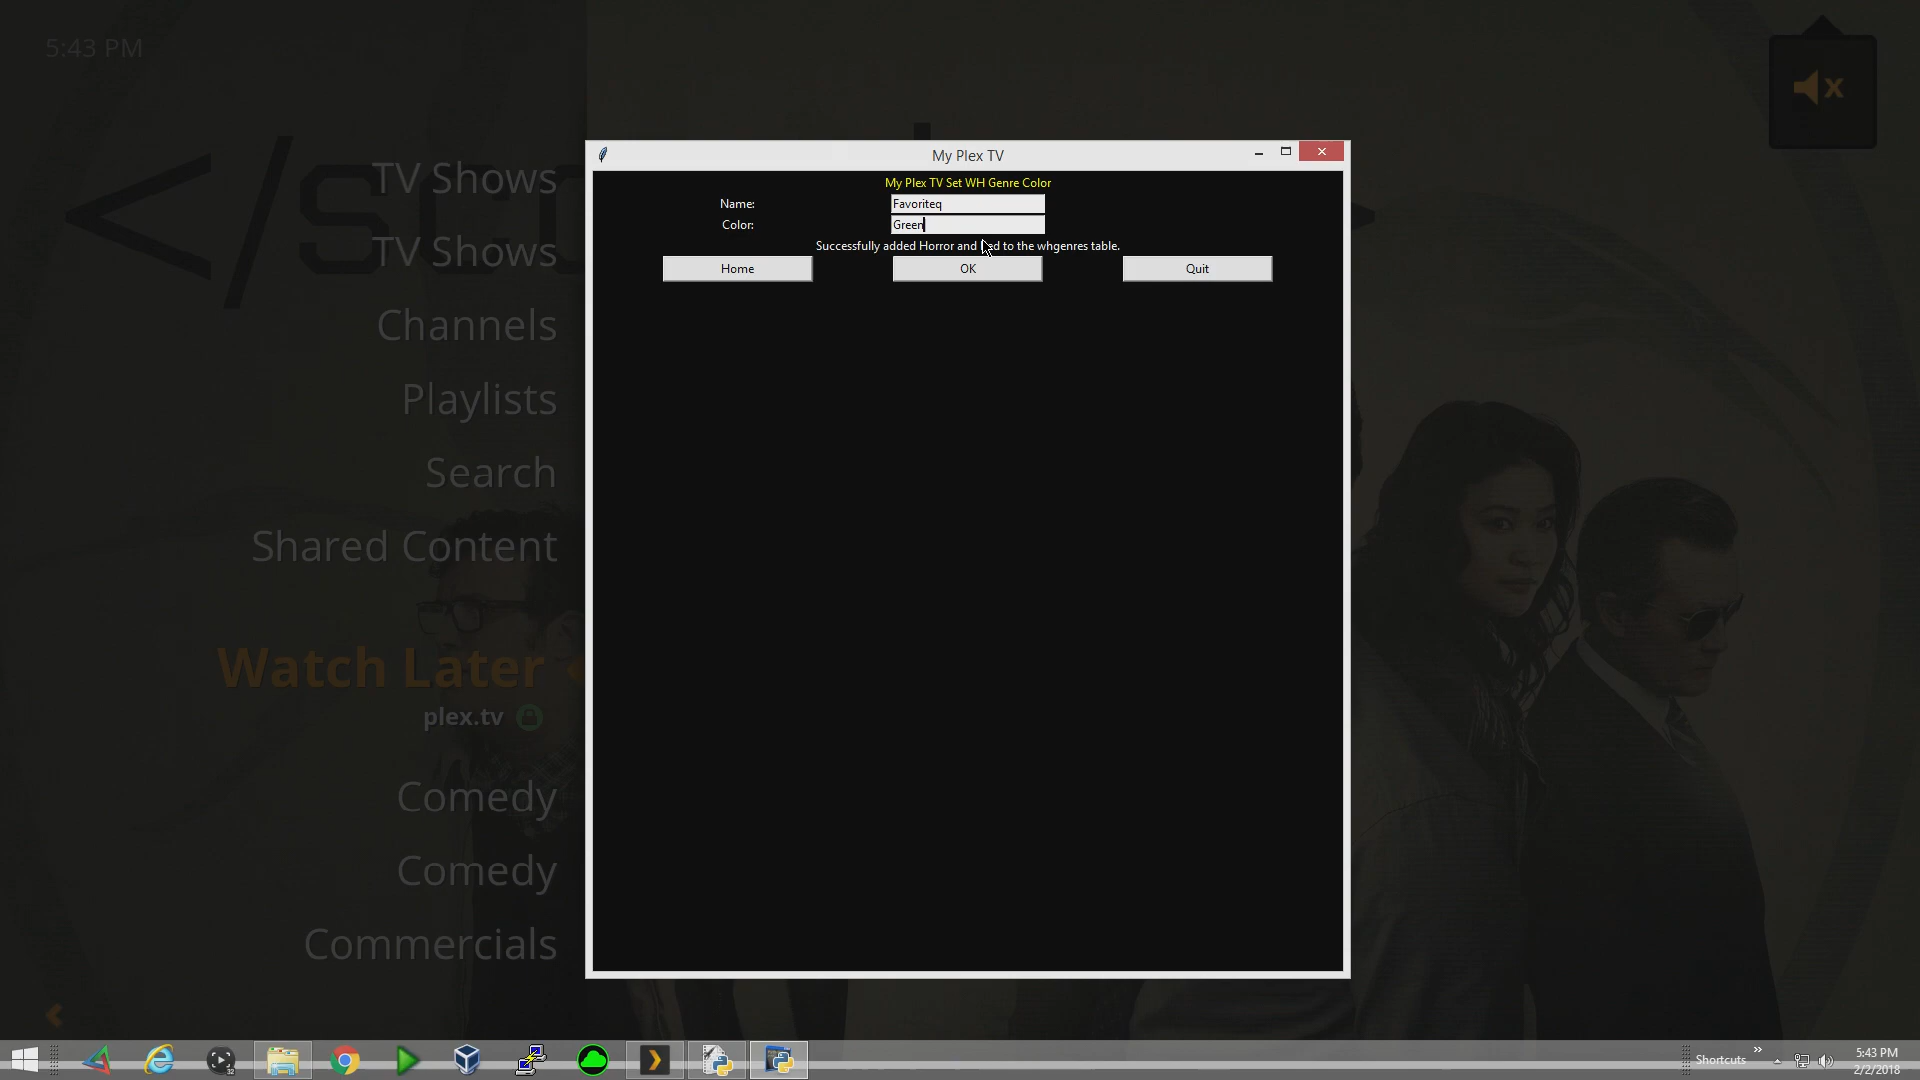 5:43 PM
TV Shows
TV Shows
Channels
Playlists
Search
Shared Content
Watch Later
plex.tv
Comedy
Comedy
Commercials
My Plex TV
My Plex TV Set WH Genre Color
Name:
Favoriteq
Color:
Green
Successfully added Horror and Red to the whgenres table.
Home
OK
Quit
32
Shortcuts
5:43 PM
2/2/2018